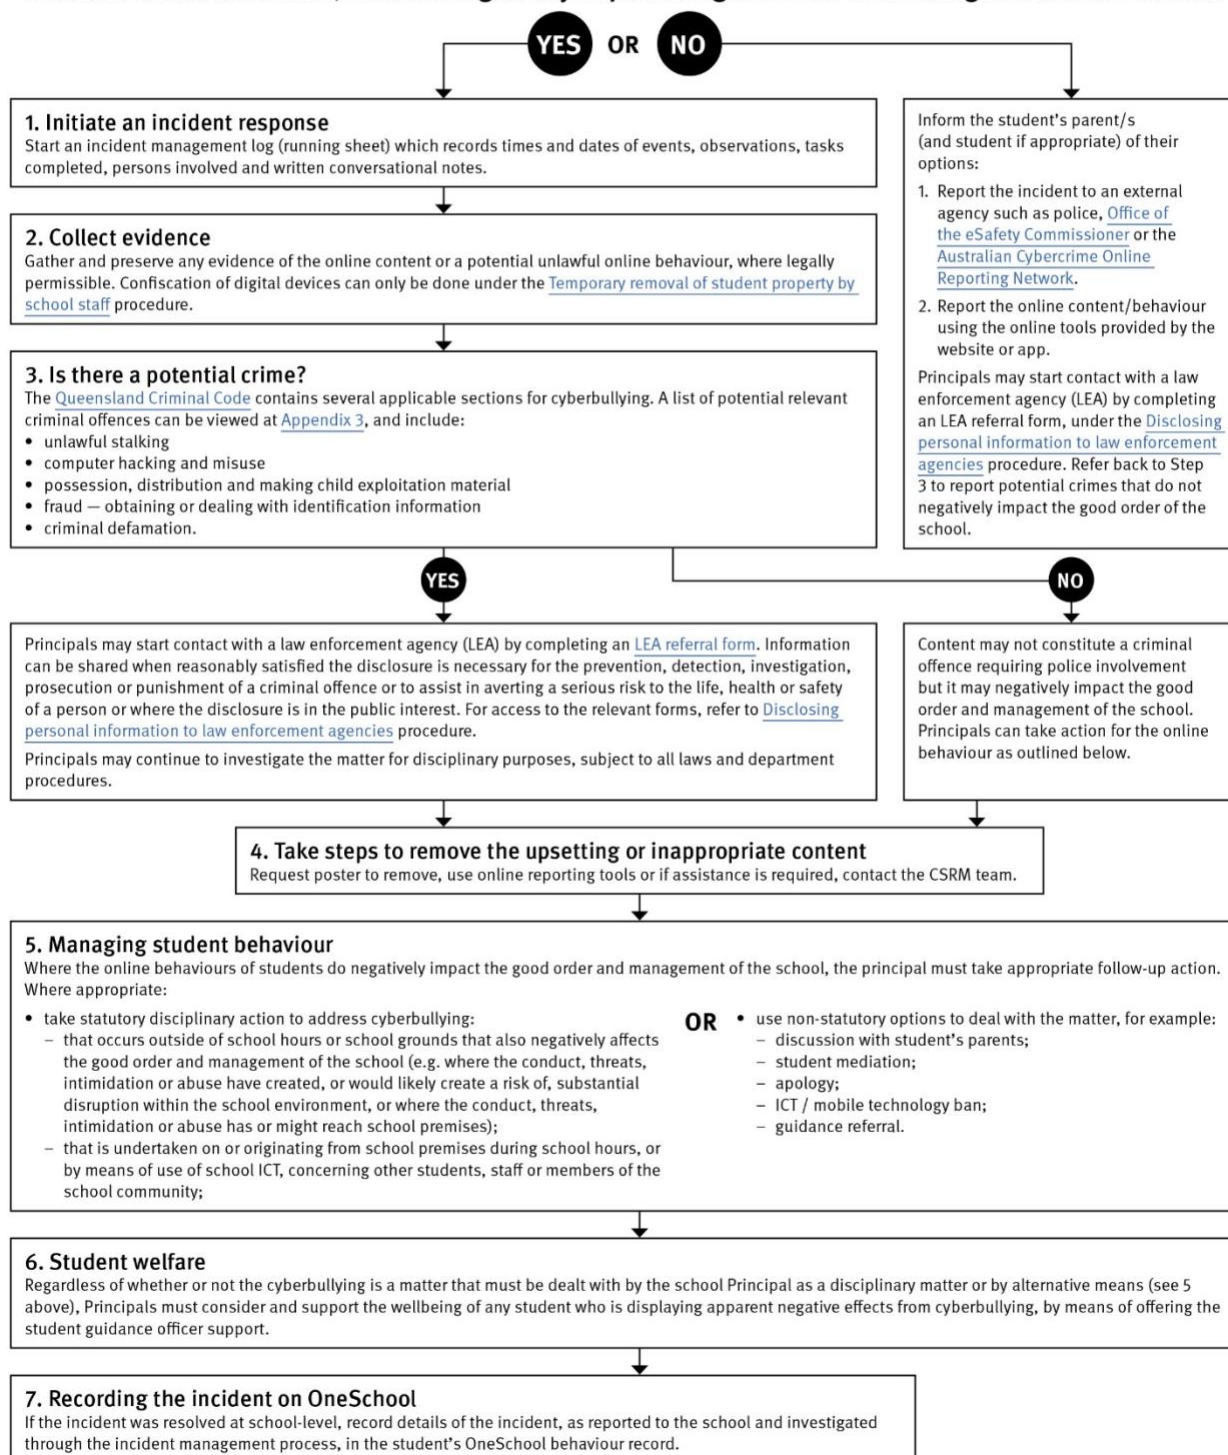 YES OR NO
1. Initiate an incident response
Start an incident management log (running sheet) which records times and dates of events, observations, tasks
completed, persons involved and written conversational notes.
2. Collect evidence
Gather and preserve any evidence of the online content or a potential unlawful online behaviour, where legally
permissible. Confiscation of digital devices can only be done under the Temporary removal of student property by
school staff procedure.
3. Is there a potential crime?
The Queensland Criminal Code contains several applicable sections for cyberbullying. A list of potential relevant
criminal offences can be viewed at Appendix 3, and include:
• unlawful stalking
• computer hacking and misuse
• possession, distribution and making child exploitation material
• fraud — obtaining or dealing with identification information
• criminal defamation.
Inform the student's parent/s
(and student if appropriate) of their
options:
1. Report the incident to an external
agency such as police, Office of
the eSafety Commissioner or the
Australian Cybercrime Online
Reporting Network.
2. Report the online content/behaviour
using the online tools provided by the
website or app.
Principals may start contact with a law
enforcement agency (LEA) by completing
an LEA referral form, under the Disclosing
personal information to law enforcement
agencies procedure. Refer back to Step
3 to report potential crimes that do not
negatively impact the good order of the
school.
YES
NO
Principals may start contact with a law enforcement agency (LEA) by completing an LEA referral form. Information
can be shared when reasonably satisfied the disclosure is necessary for the prevention, detection, investigation,
prosecution or punishment of a criminal offence or to assist in averting a serious risk to the life, health or safety
of a person or where the disclosure is in the public interest. For access to the relevant forms, refer to Disclosing
personal information to law enforcement agencies procedure.
Principals may continue to investigate the matter for disciplinary purposes, subject to all laws and department
procedures.
Content may not constitute a criminal
offence requiring police involvement
but it may negatively impact the good
order and management of the school.
Principals can take action for the online
behaviour as outlined below.
4. Take steps to remove the upsetting or inappropriate content
Request poster to remove, use online reporting tools or if assistance is required, contact the CSRM team.
5. Managing student behaviour
Where the online behaviours of students do negatively impact the good order and management of the school, the principal must take appropriate follow-up action.
Where appropriate:
• take statutory disciplinary action to address cyberbullying:
– that occurs outside of school hours or school grounds that also negatively affects
the good order and management of the school (e.g. where the conduct, threats,
intimidation or abuse have created, or would likely create a risk of, substantial
disruption within the school environment, or where the conduct, threats,
intimidation or abuse has or might reach school premises);
– that is undertaken on or originating from school premises during school hours, or
by means of use of school ICT, concerning other students, staff or members of the
school community;
OR
• use non-statutory options to deal with the matter, for example:
– discussion with student's parents;
– student mediation;
– apology;
– ICT / mobile technology ban;
– guidance referral.
6. Student welfare
Regardless of whether or not the cyberbullying is a matter that must be dealt with by the school Principal as a disciplinary matter or by alternative means (see 5
above), Principals must consider and support the wellbeing of any student who is displaying apparent negative effects from cyberbullying, by means of offering the
student guidance officer support.
7. Recording the incident on OneSchool
If the incident was resolved at school-level, record details of the incident, as reported to the school and investigated
through the incident management process, in the student's OneSchool behaviour record.